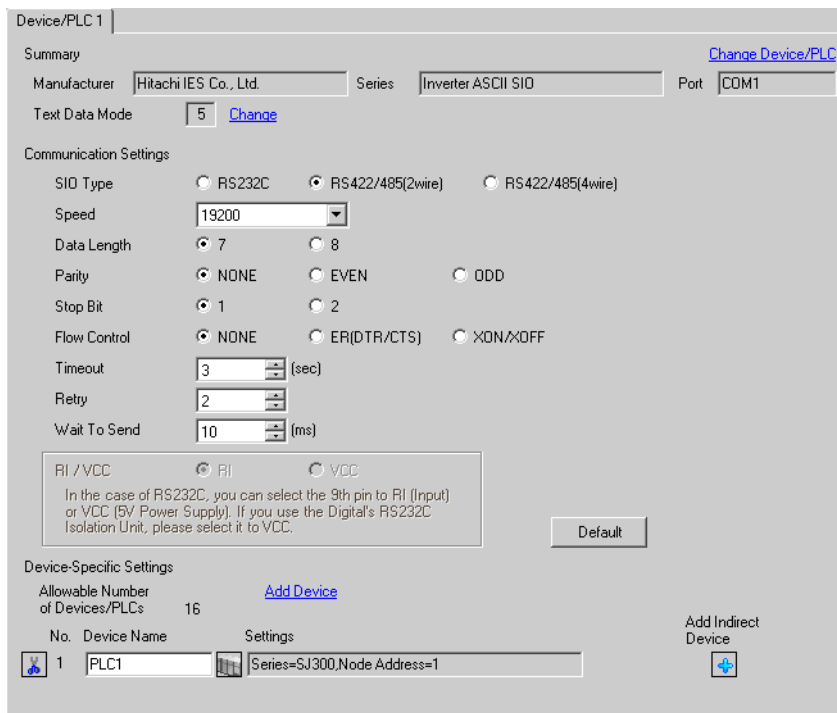 Device/PLC 1
Summary
Change Device/PLC
Manufacturer Hitachi IES Co., Ltd. Series Inverter ASCII SIO Port COM1
Text Data Mode 5 Change
Communication Settings
SIO Type RS232C RS422/485(2wire) RS422/485(4wire)
Speed 19200
Data Length 7 8
Parity NONE EVEN ODD
Stop Bit 1 2
Flow Control NONE ER(DTR/CTS) XON/XOFF
Timeout 3 (sec)
Retry 2
Wait To Send 10 (ms)
RI / VCC RI VCC
In the case of RS232C, you can select the 9th pin to RI (Input)
or VCC (5V Power Supply). If you use the Digital's RS232C
Isolation Unit, please select it to VCC.
Default
Device-Specific Settings
Allowable Number
of Devices/PLCs 16
Add Device
Add Indirect
Device
No. Device Name Settings
1 PLC1 Series=SJ300,Node Address=1